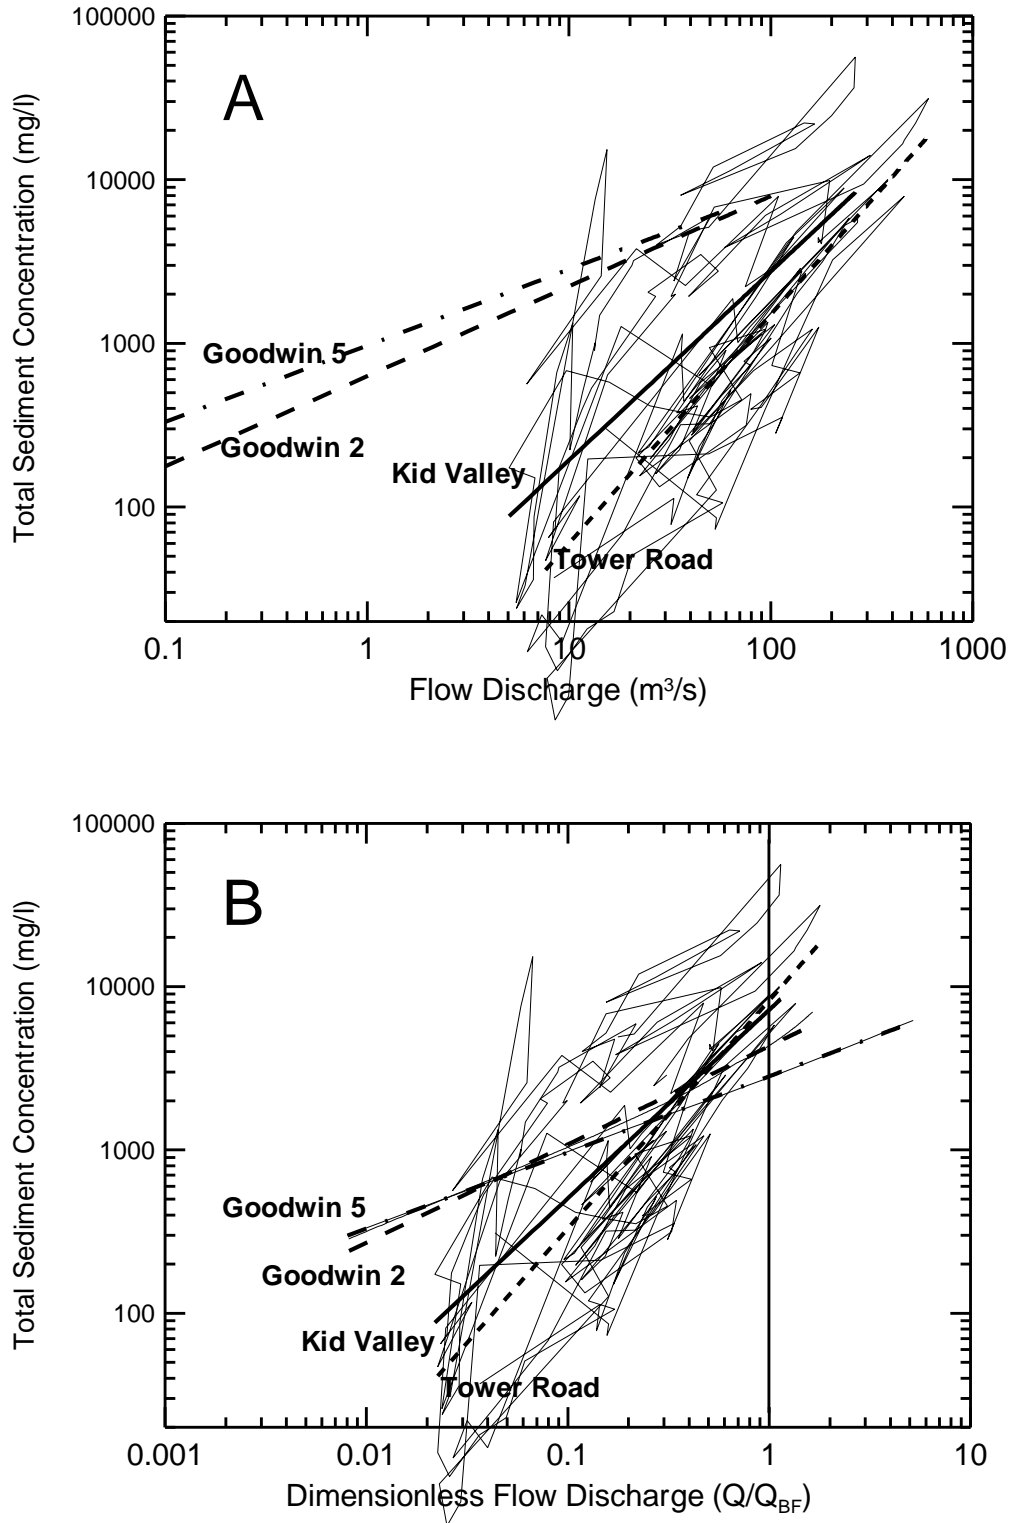 100000
A
10000
1000
100
Total Sediment Concentration (mg/l)
Goodwin 5
Goodwin 2
Kid Valley
Tower Road
0.1 1 10 100 1000
Flow Discharge (m³/s)
100000
B
10000
1000
100
Total Sediment Concentration (mg/l)
Goodwin 5
Goodwin 2
Kid Valley
Tower Road
0.001 0.01 0.1 1 10
Dimensionless Flow Discharge (Q/QBF)